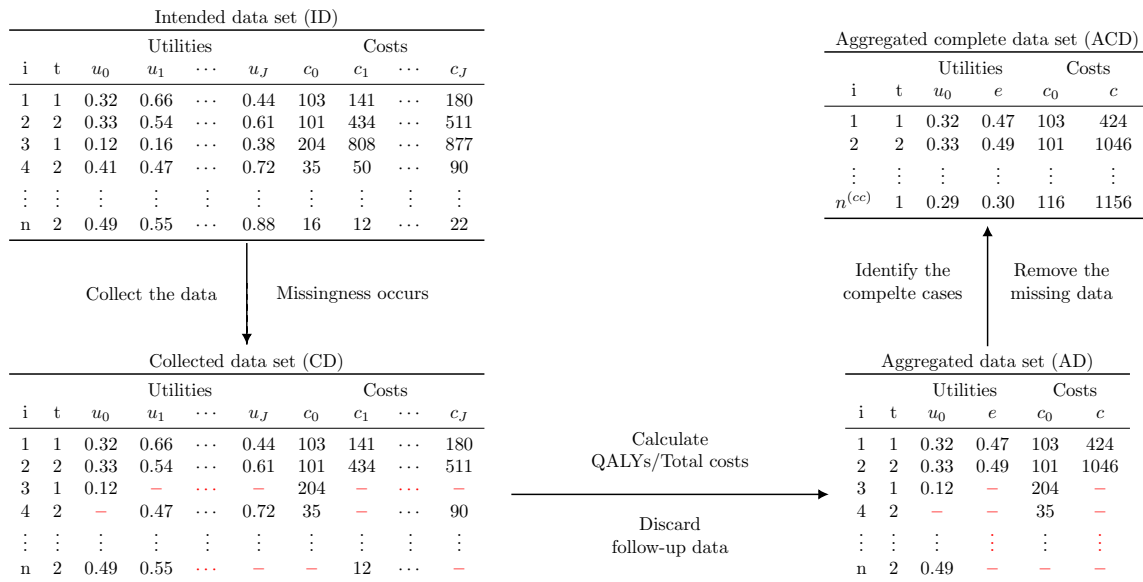 Intended data set (ID)
Utilities Costs
i t u₀ u₁ ⋯ u_J c₀ c₁ ⋯ c_J
1 1 0.32 0.66 ⋯ 0.44 103 141 ⋯ 180
2 2 0.33 0.54 ⋯ 0.61 101 434 ⋯ 511
3 1 0.12 0.16 ⋯ 0.38 204 808 ⋯ 877
4 2 0.41 0.47 ⋯ 0.72 35 50 ⋯ 90
⋮ ⋮ ⋮ ⋮ ⋮ ⋮ ⋮ ⋮ ⋮
n 2 0.49 0.55 ⋯ 0.88 16 12 ⋯ 22
Collect the data Missingness occurs
Collected data set (CD)
Utilities Costs
i t u₀ u₁ ⋯ u_J c₀ c₁ ⋯ c_J
1 1 0.32 0.66 ⋯ 0.44 103 141 ⋯ 180
2 2 0.33 0.54 ⋯ 0.61 101 434 ⋯ 511
3 1 0.12 − ⋯ − 204 − ⋯ −
4 2 − 0.47 ⋯ 0.72 35 − ⋯ 90
⋮ ⋮ ⋮ ⋮ ⋮ ⋮ ⋮ ⋮ ⋮
n 2 0.49 0.55 ⋯ − − 12 ⋯ −
Calculate
QALYs/Total costs
Discard
follow-up data
Aggregated data set (AD)
Utilities Costs
i t u₀ e c₀ c
1 1 0.32 0.47 103 424
2 2 0.33 0.49 101 1046
3 1 0.12 − 204 −
4 2 − − 35 −
⋮ ⋮ ⋮ ⋮ ⋮ ⋮
n 2 0.49 − − −
Identify the
compelte cases
Remove the
missing data
Aggregated complete data set (ACD)
Utilities Costs
i t u₀ e c₀ c
1 1 0.32 0.47 103 424
2 2 0.33 0.49 101 1046
⋮ ⋮ ⋮ ⋮ ⋮ ⋮
n^(cc) 1 0.29 0.30 116 1156